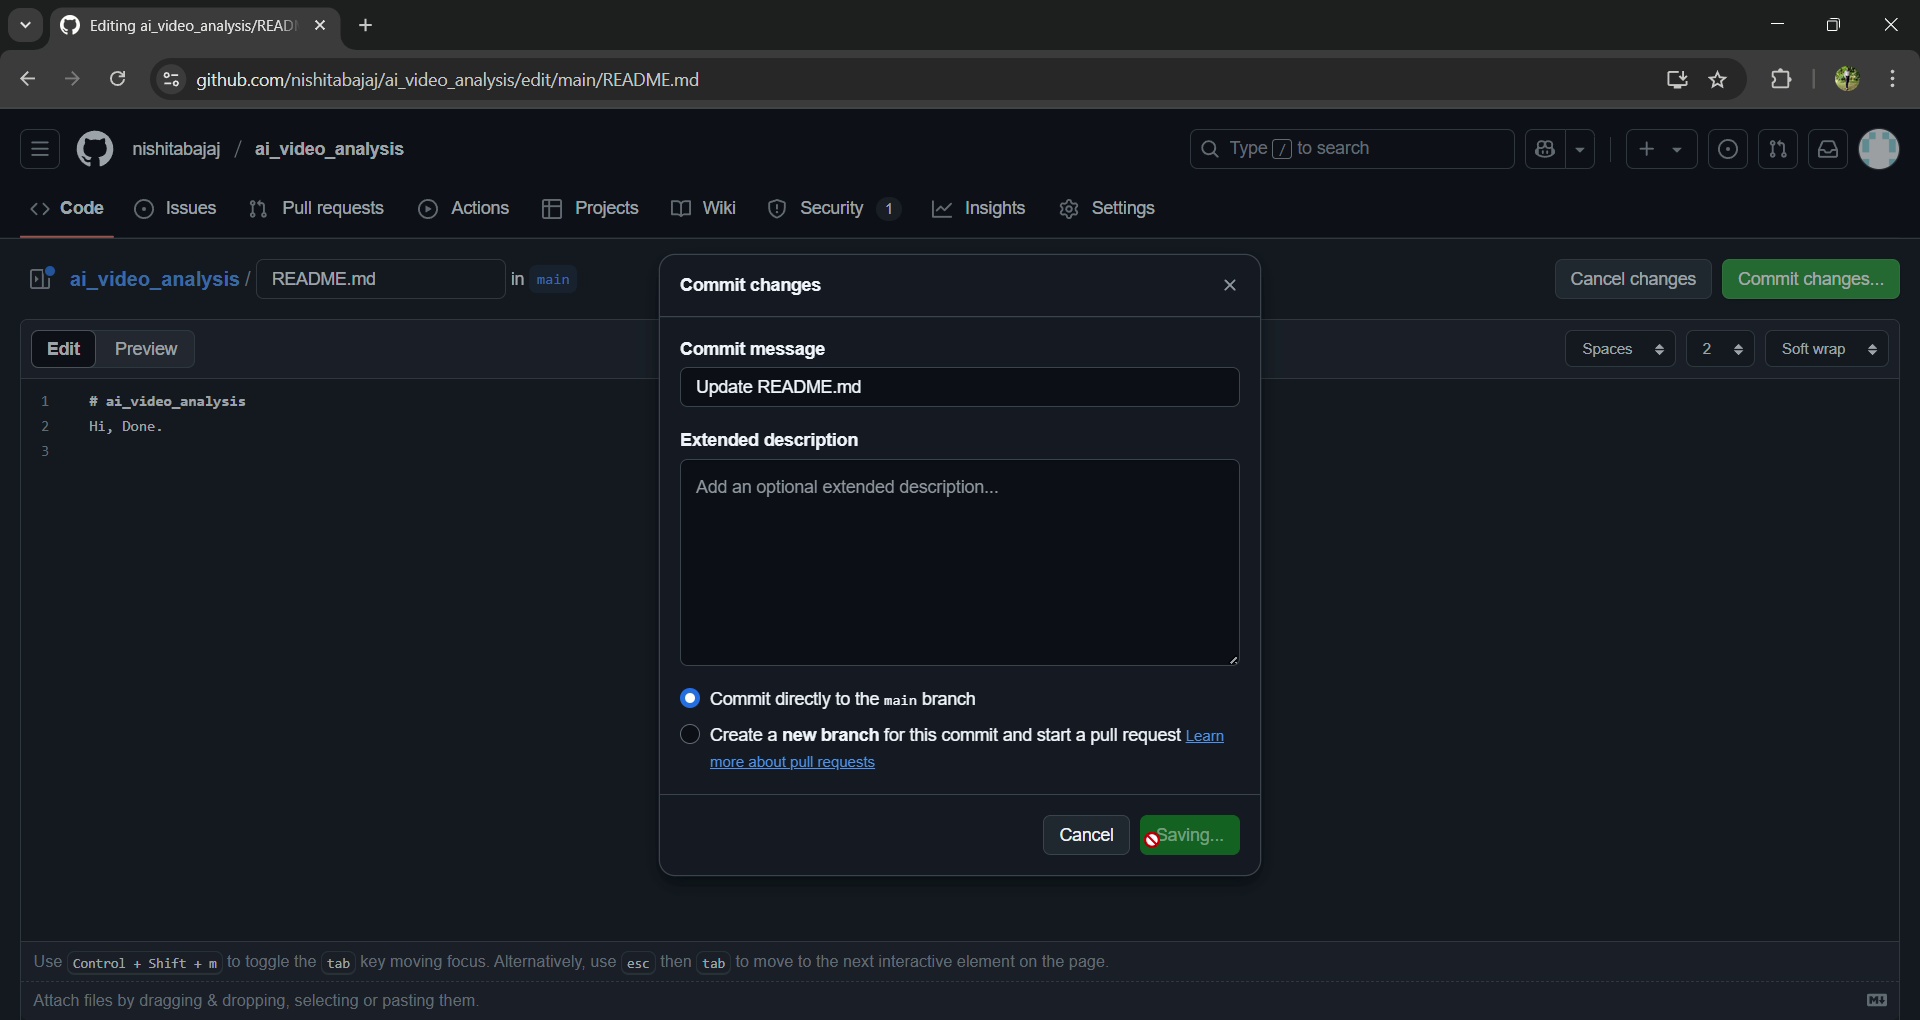 Editing ai_video_analysis/READ
github.com/nishitabajaj/ai_video_analysis/edit/main/README.md
nishitabajaj / ai_video_analysis
Type / to search
Code
Issues
Pull requests
Actions
Projects
Wiki
Security 1
Insights
Settings
ai_video_analysis / README.md in main
Cancel changes
Commit changes...
Edit
Preview
Spaces
2
Soft wrap
1 # ai_video_analysis
2 Hi, Done.
3
Commit changes
Commit message
Update README.md
Extended description
Add an optional extended description...
Commit directly to the main branch
Create a new branch for this commit and start a pull request Learn
more about pull requests
Cancel
Saving...
Use Control + Shift + m to toggle the tab key moving focus. Alternatively, use esc then tab to move to the next interactive element on the page.
Attach files by dragging & dropping, selecting or pasting them.